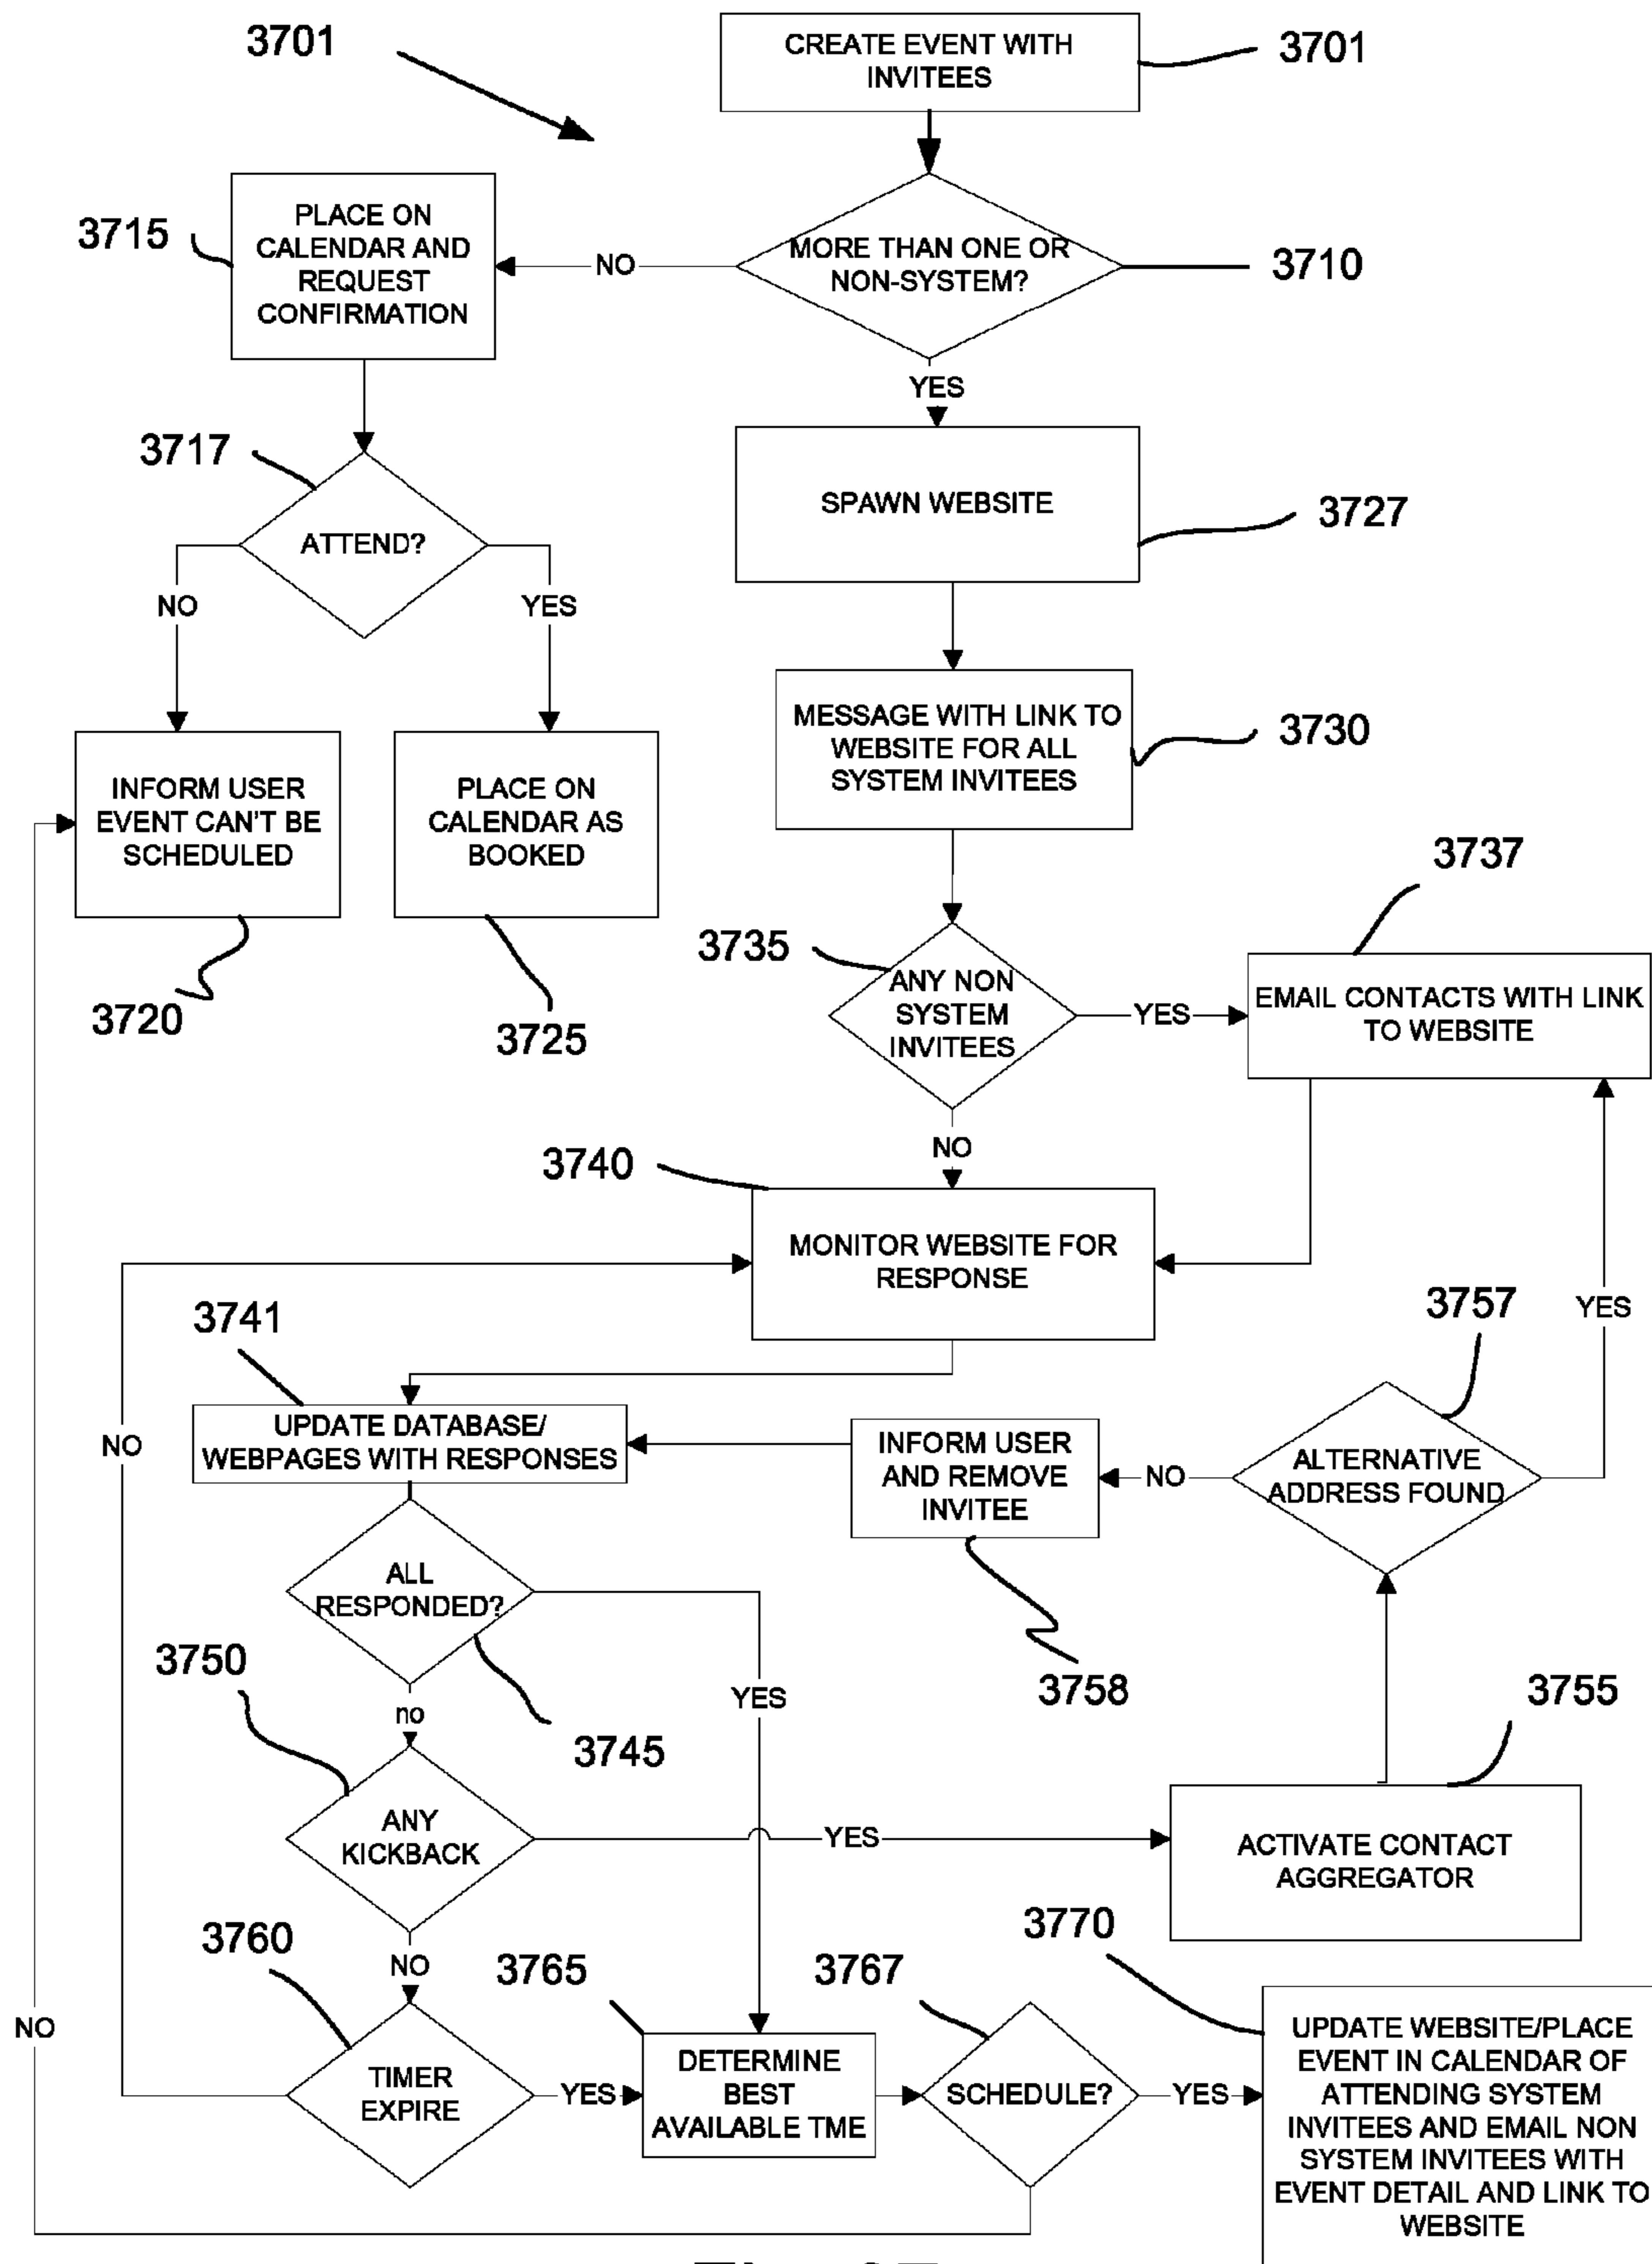 3701
CREATE EVENT WITH
INVITEES
3701
3715
PLACE ON
CALENDAR AND
REQUEST
CONFIRMATION
NO
MORE THAN ONE OR
NON-SYSTEM?
3710
YES
3717
ATTEND?
SPAWN WEBSITE
3727
NO
YES
INFORM USER
EVENT CAN'T BE
SCHEDULED
PLACE ON
CALENDAR AS
BOOKED
MESSAGE WITH LINK TO
WEBSITE FOR ALL
SYSTEM INVITEES
3730
3720
3725
3735
ANY NON
SYSTEM
INVITEES
YES
3737
EMAIL CONTACTS WITH LINK
TO WEBSITE
NO
3740
MONITOR WEBSITE FOR
RESPONSE
3741
UPDATE DATABASE/
WEBPAGES WITH RESPONSES
NO
INFORM USER
AND REMOVE
INVITEE
NO
ALTERNATIVE
ADDRESS FOUND
3757
YES
ALL
RESPONDED?
3758
3755
3750
no
3745
YES
ANY
KICKBACK
YES
ACTIVATE CONTACT
AGGREGATOR
3760
NO
3765
3767
3770
NO
TIMER
EXPIRE
YES
DETERMINE
BEST
AVAILABLE TME
SCHEDULE?
YES
UPDATE WEBSITE/PLACE
EVENT IN CALENDAR OF
ATTENDING SYSTEM
INVITEES AND EMAIL NON
SYSTEM INVITEES WITH
EVENT DETAIL AND LINK TO
WEBSITE